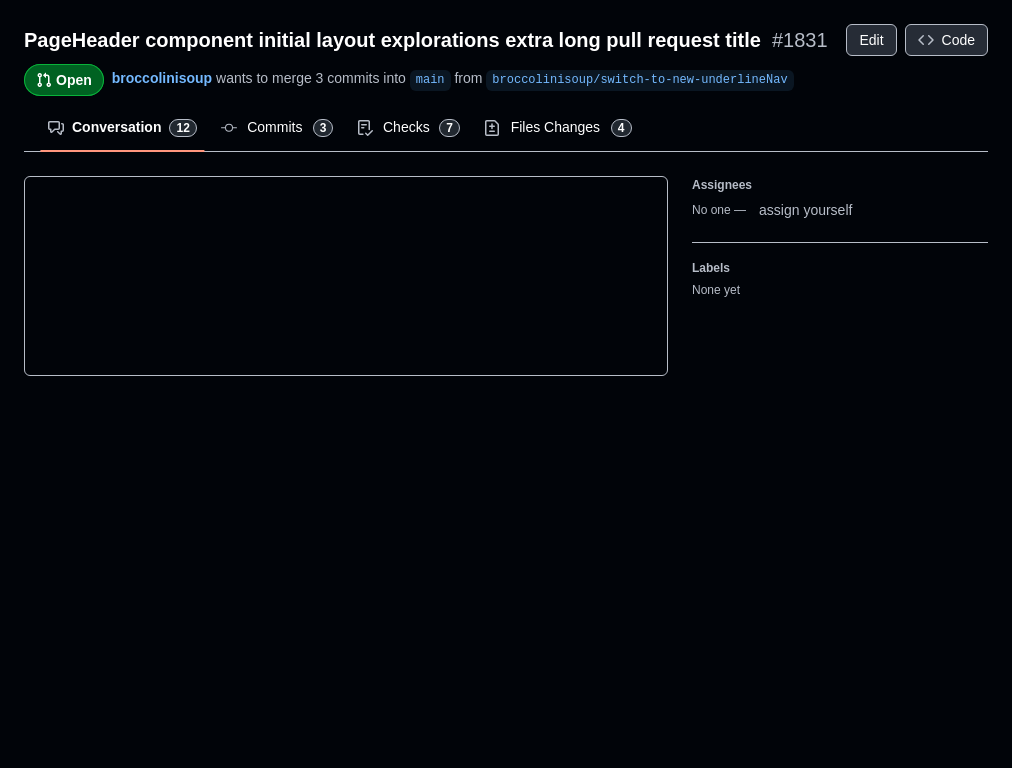 PageHeader component initial layout explorations extra long pull request title #1831 Edit Code
Open broccolinisoup wants to merge 3 commits into main from broccolinisoup/switch-to-new-underlineNav
Conversation 12 Commits 3 Checks 7 Files Changes 4
Assignees
No one — assign yourself
Labels
None yet